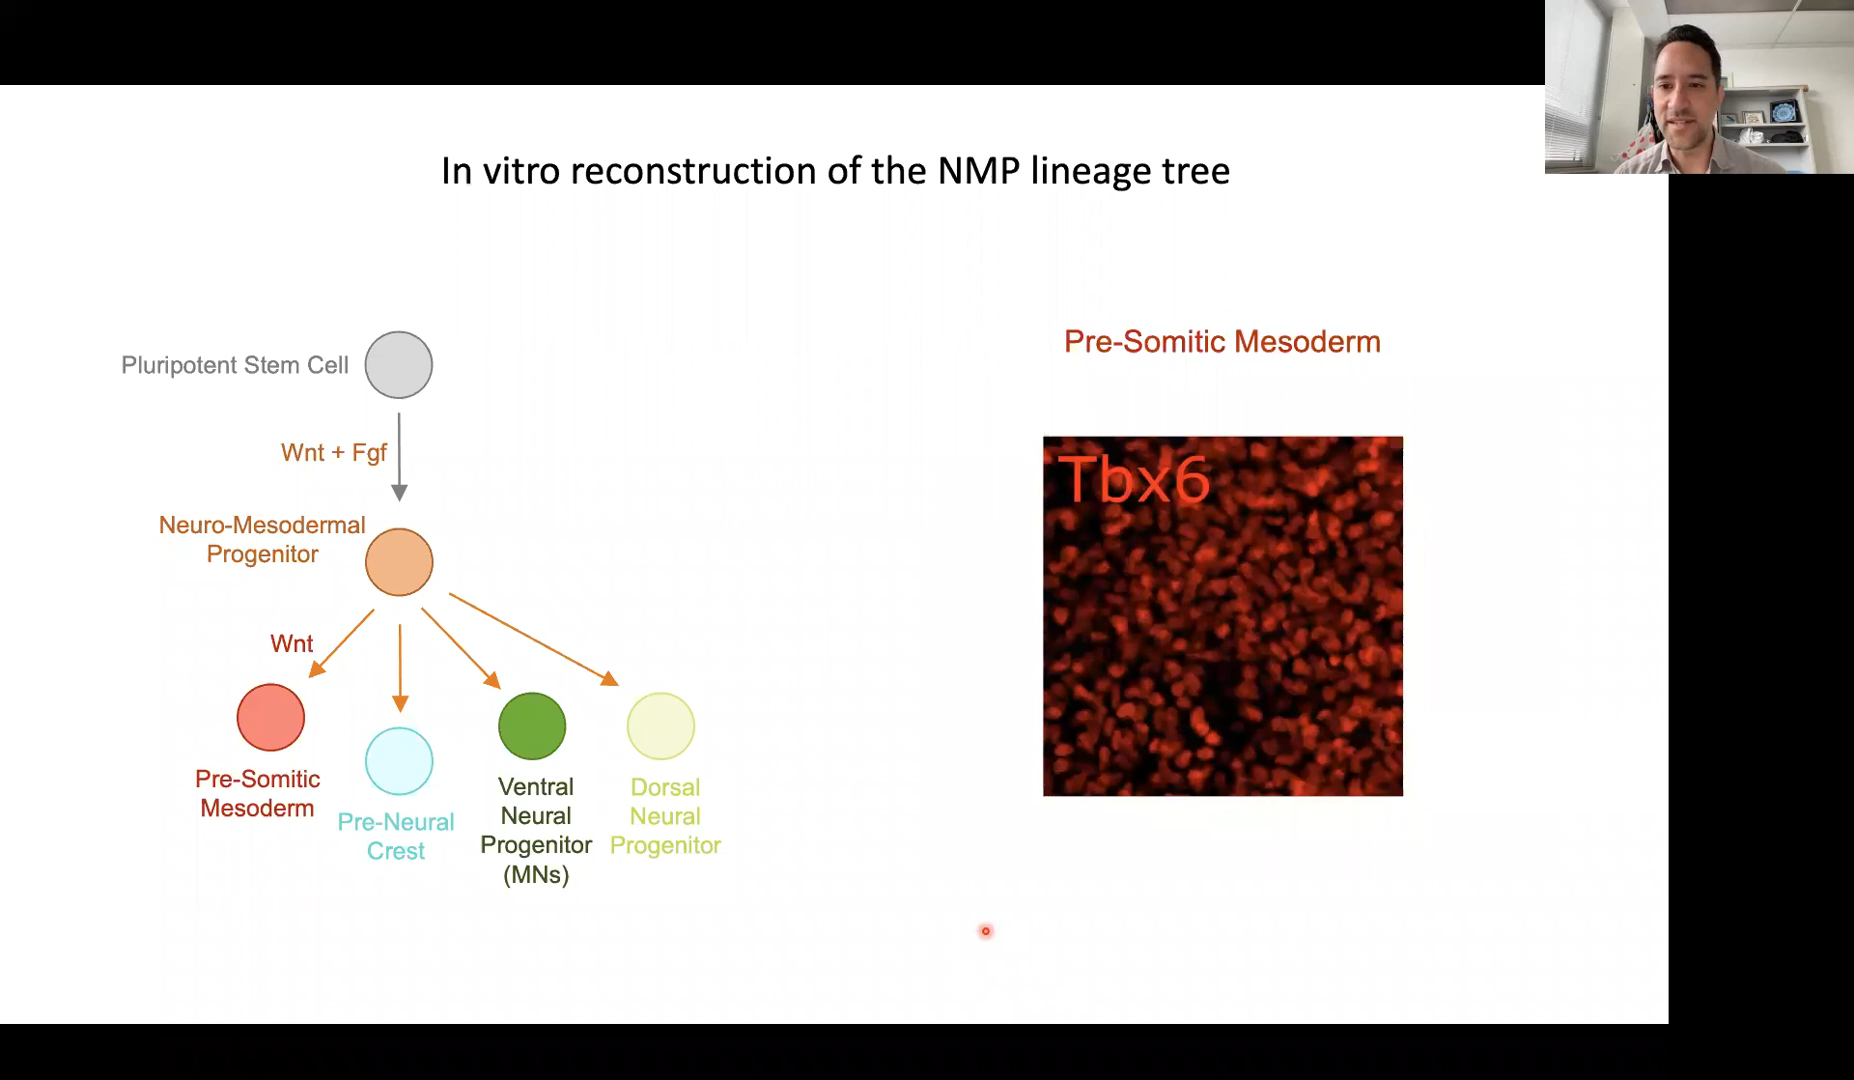 In vitro reconstruction of the NMP lineage tree
Pluripotent Stem Cell
Wnt + Fgf
Neuro-Mesodermal
Progenitor
Wnt
Pre-Somitic
Mesoderm
Pre-Neural
Crest
Ventral
Neural
Progenitor
(MNs)
Dorsal
Neural
Progenitor
Pre-Somitic Mesoderm
Tbx6